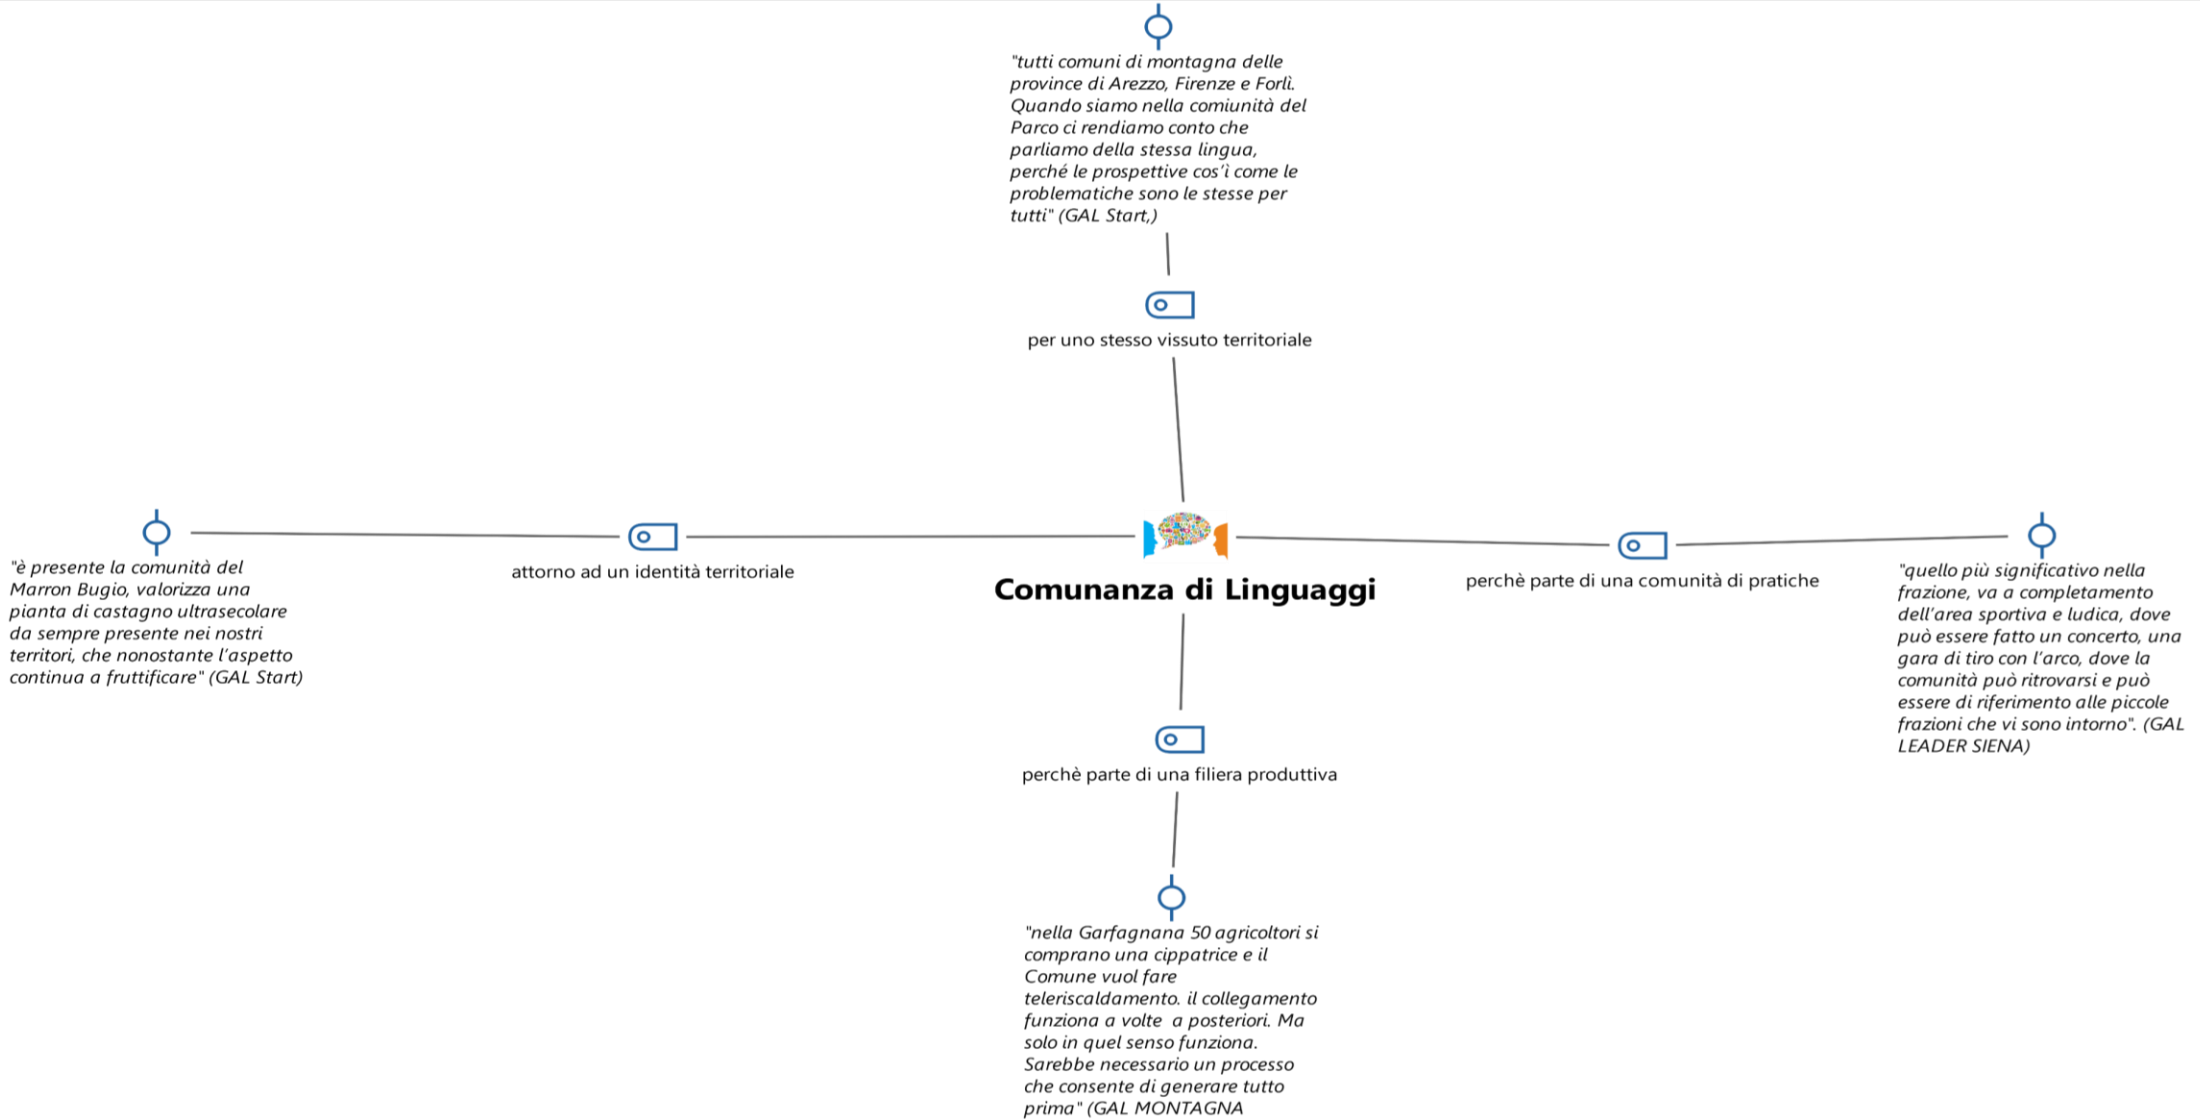 "tutti comuni di montagna delle
province di Arezzo, Firenze e Forlì.
Quando siamo nella comiunità del
Parco ci rendiamo conto che
parliamo della stessa lingua,
perché le prospettive cos'ì come le
problematiche sono le stesse per
tutti" (GAL Start,)
per uno stesso vissuto territoriale
"è presente la comunità del
Marron Bugio, valorizza una
pianta di castagno ultrasecolare
da sempre presente nei nostri
territori, che nonostante l'aspetto
continua a fruttificare" (GAL Start)
attorno ad un identità territoriale
Comunanza di Linguaggi
perchè parte di una comunità di pratiche
"quello più significativo nella
frazione, va a completamento
dell'area sportiva e ludica, dove
può essere fatto un concerto, una
gara di tiro con l'arco, dove la
comunità può ritrovarsi e può
essere di riferimento alle piccole
frazioni che vi sono intorno". (GAL
LEADER SIENA)
perchè parte di una filiera produttiva
"nella Garfagnana 50 agricoltori si
comprano una cippatrice e il
Comune vuol fare
teleriscaldamento. il collegamento
funziona a volte  a posteriori. Ma
solo in quel senso funziona.
Sarebbe necessario un processo
che consente di generare tutto
prima" (GAL MONTAGNA